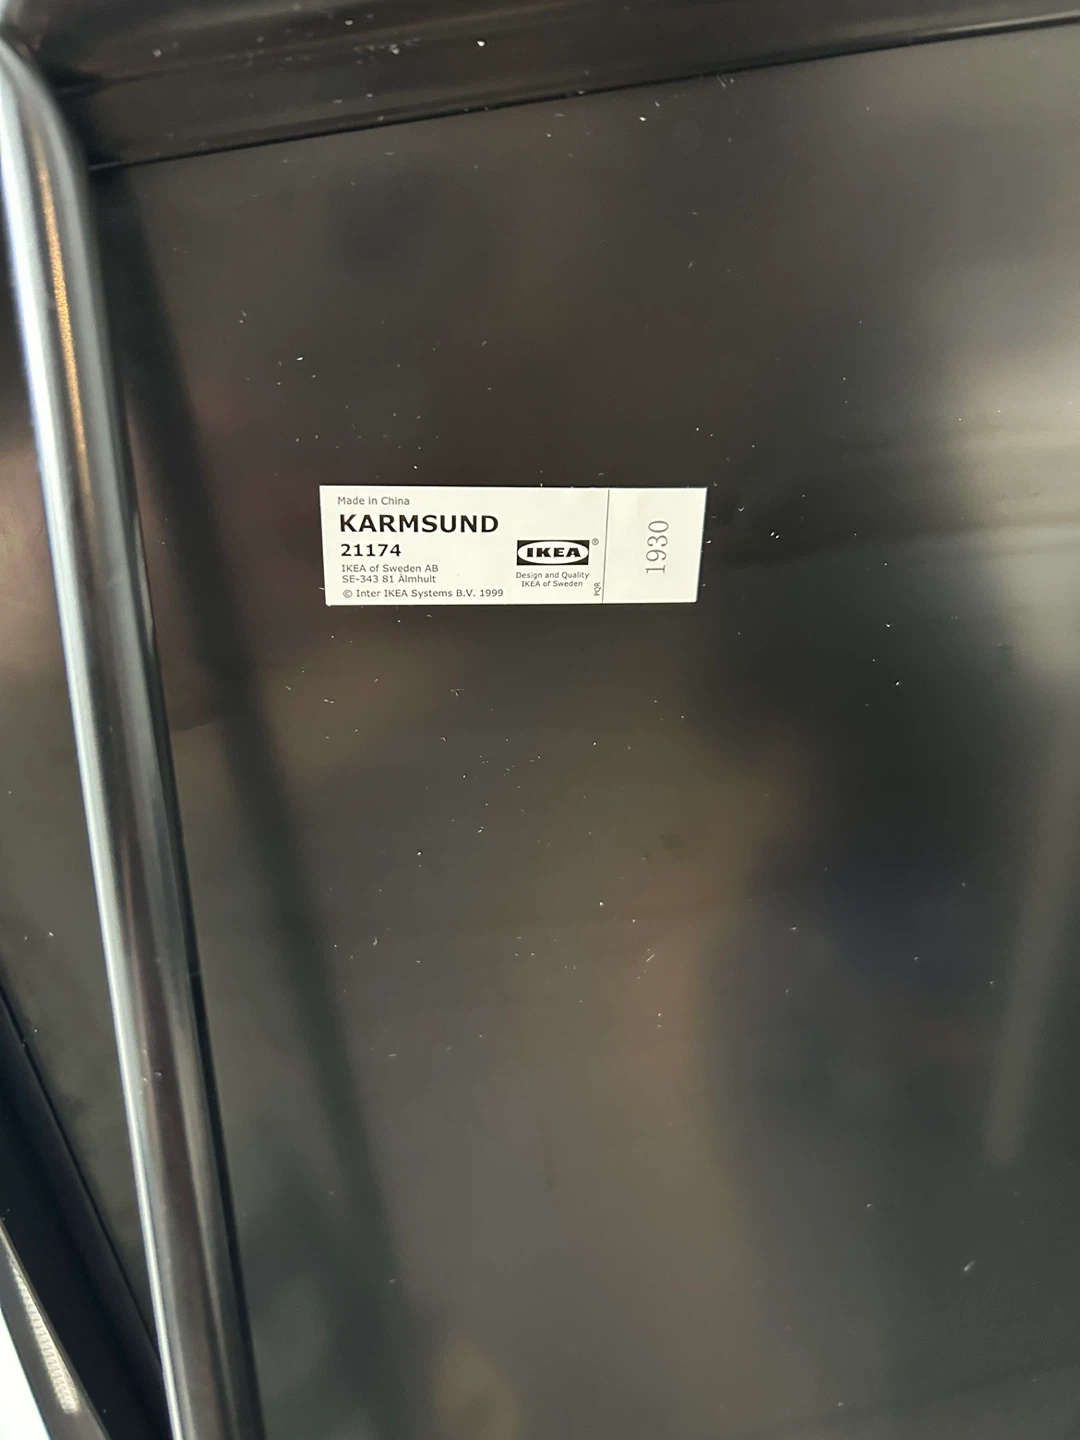 Made in China
KARMSUND
21174
IKEA of Sweden AB
SE-343 81 Älmhult
© Inter IKEA Systems B.V. 1999
IKEA®
Design and Quality
IKEA of Sweden
PQR
1930